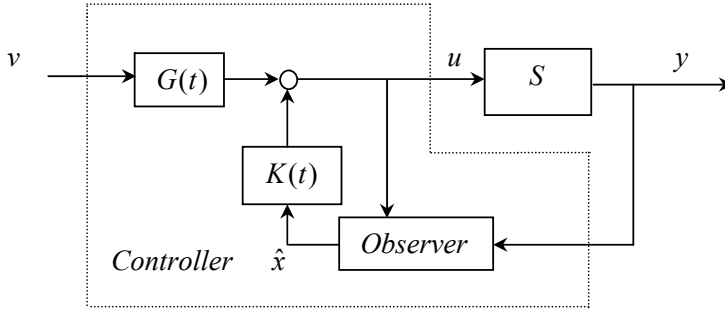 v
G(t)
u
S
y
K(t)
Observer
Controller
x̂